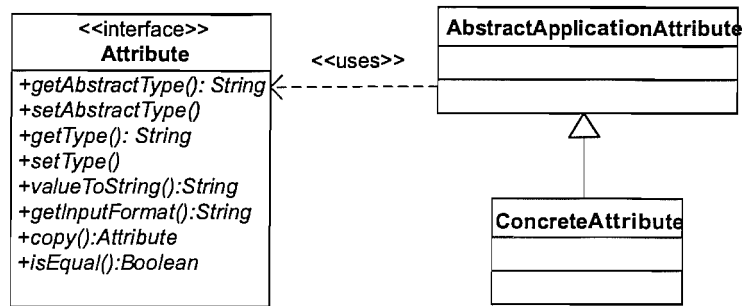 <<interface>>
Attribute
+getAbstractType(): String
+setAbstractType()
+getType(): String
+setType()
+valueToString():String
+getInputFormat():String
+copy():Attribute
+isEqual():Boolean
<<uses>>
AbstractApplicationAttribute
ConcreteAttribute